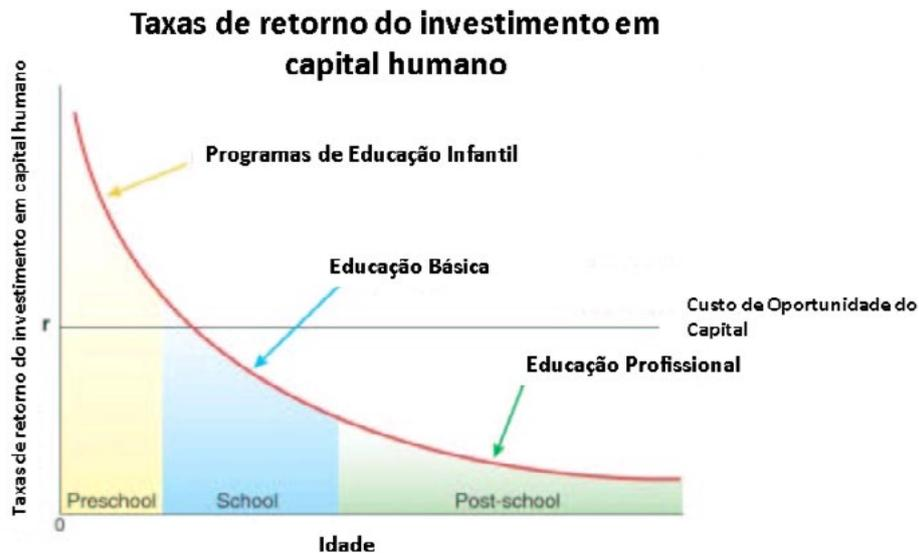 Taxas de retorno do investimento em
capital humano
Taxas de retorno do investimento em capital humano
Programas de Educação Infantil
Educação Básica
Custo de Oportunidade do
Capital
r
Educação Profissional
Preschool
School
Post-school
0
Idade